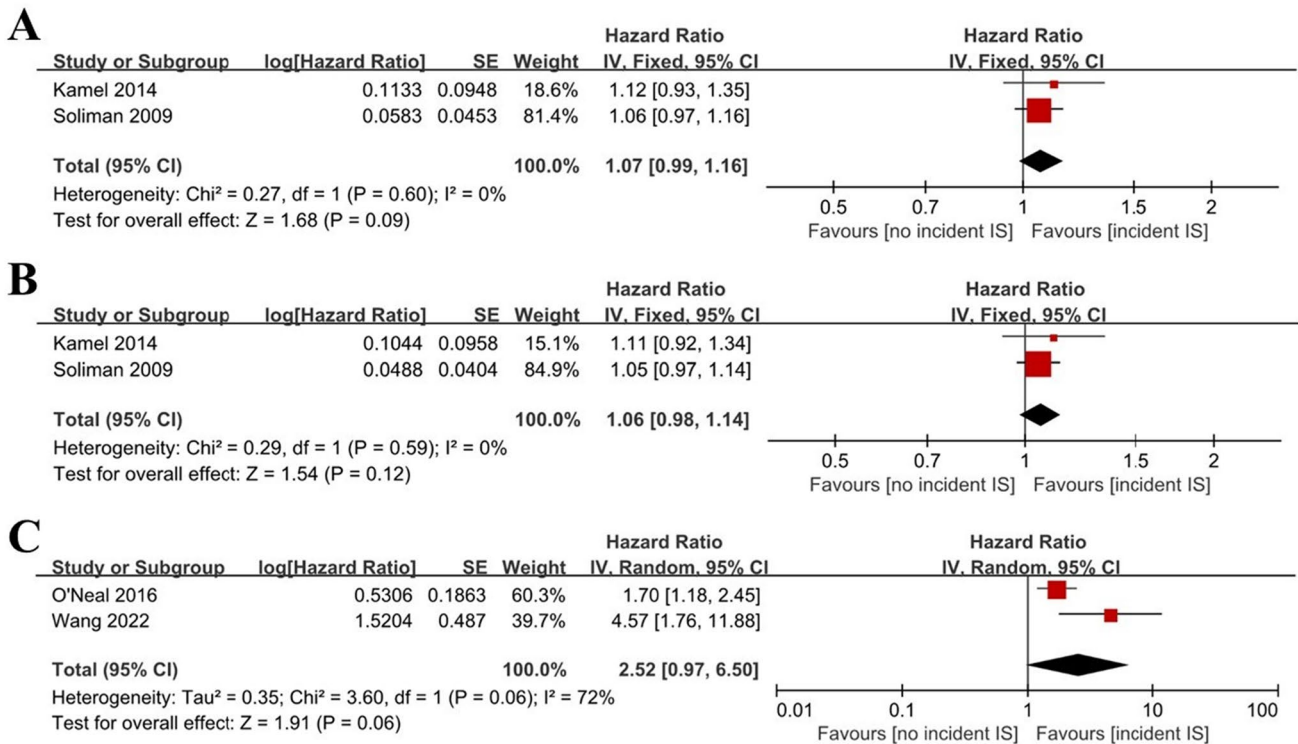 A
Hazard Ratio Hazard Ratio
Study or Subgroup log[Hazard Ratio] SE Weight IV, Fixed, 95% CI IV, Fixed, 95% CI
Kamel 2014 0.1133 0.0948 18.6% 1.12 [0.93, 1.35]
Soliman 2009 0.0583 0.0453 81.4% 1.06 [0.97, 1.16]
Total (95% CI) 100.0% 1.07 [0.99, 1.16]
Heterogeneity: Chi² = 0.27, df = 1 (P = 0.60); I² = 0%
Test for overall effect: Z = 1.68 (P = 0.09)
0.5 0.7 1 1.5 2
Favours [no incident IS] Favours [incident IS]
B
Hazard Ratio Hazard Ratio
Study or Subgroup log[Hazard Ratio] SE Weight IV, Fixed, 95% CI IV, Fixed, 95% CI
Kamel 2014 0.1044 0.0958 15.1% 1.11 [0.92, 1.34]
Soliman 2009 0.0488 0.0404 84.9% 1.05 [0.97, 1.14]
Total (95% CI) 100.0% 1.06 [0.98, 1.14]
Heterogeneity: Chi² = 0.29, df = 1 (P = 0.59); I² = 0%
Test for overall effect: Z = 1.54 (P = 0.12)
0.5 0.7 1 1.5 2
Favours [no incident IS] Favours [incident IS]
C
Hazard Ratio Hazard Ratio
Study or Subgroup log[Hazard Ratio] SE Weight IV, Random, 95% CI IV, Random, 95% CI
O'Neal 2016 0.5306 0.1863 60.3% 1.70 [1.18, 2.45]
Wang 2022 1.5204 0.487 39.7% 4.57 [1.76, 11.88]
Total (95% CI) 100.0% 2.52 [0.97, 6.50]
Heterogeneity: Tau² = 0.35; Chi² = 3.60, df = 1 (P = 0.06); I² = 72%
Test for overall effect: Z = 1.91 (P = 0.06)
0.01 0.1 1 10 100
Favours [no incident IS] Favours [incident IS]